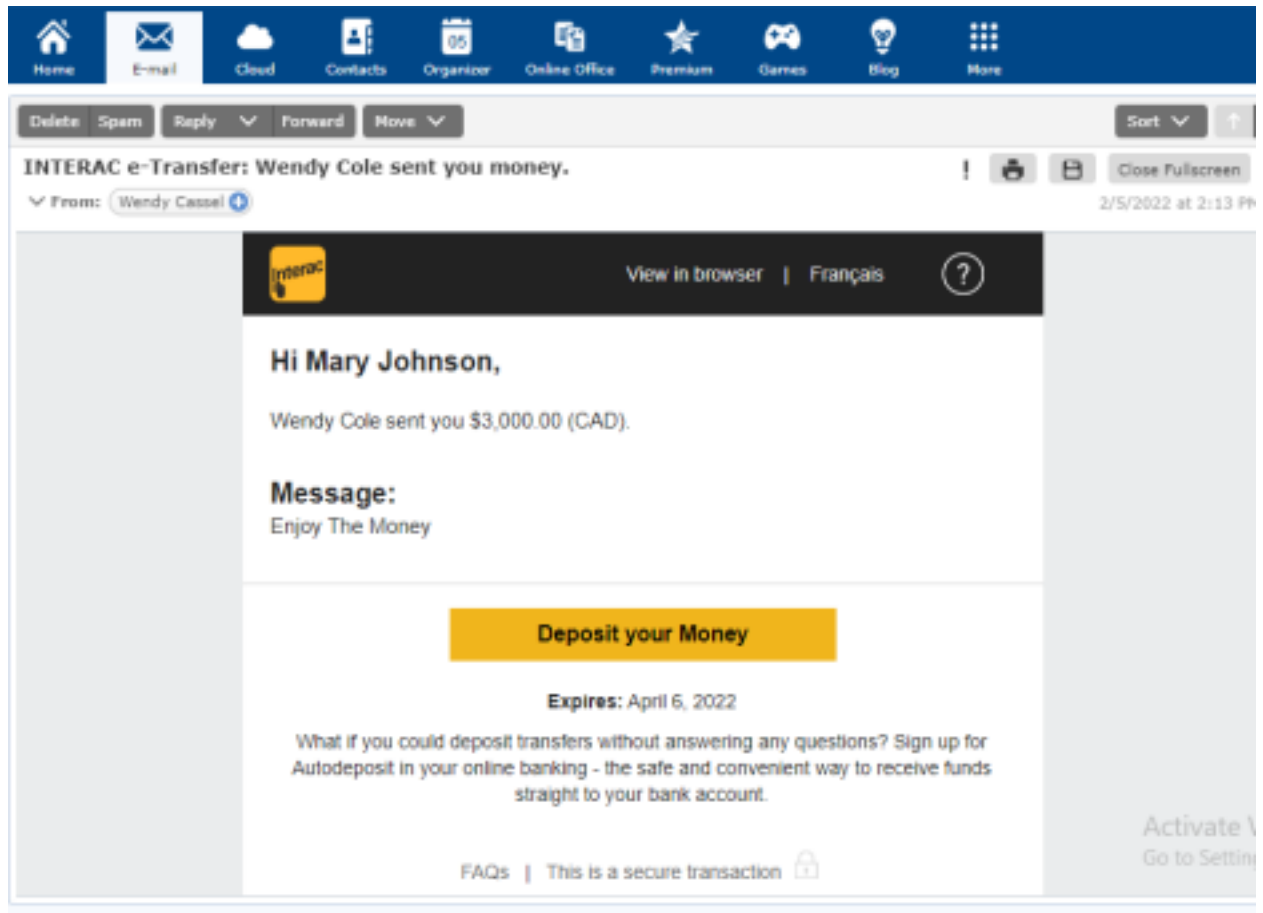 Home E-mail Cloud Contacts Organizer 05 Online Office Premium Games Blog More
Delete Spam Reply Forward Move Sort
INTERAC e-Transfer: Wendy Cole sent you money. ! Close Fullscreen
From: Wendy Cassel 2/5/2022 at 2:13 PM
Interac View in browser | Français ?
Hi Mary Johnson,
Wendy Cole sent you $3,000.00 (CAD).
Message:
Enjoy The Money
Deposit your Money
Expires: April 6, 2022
What if you could deposit transfers without answering any questions? Sign up for
Autodeposit in your online banking - the safe and convenient way to receive funds
straight to your bank account.
Activate
Go to Setting
FAQs | This is a secure transaction